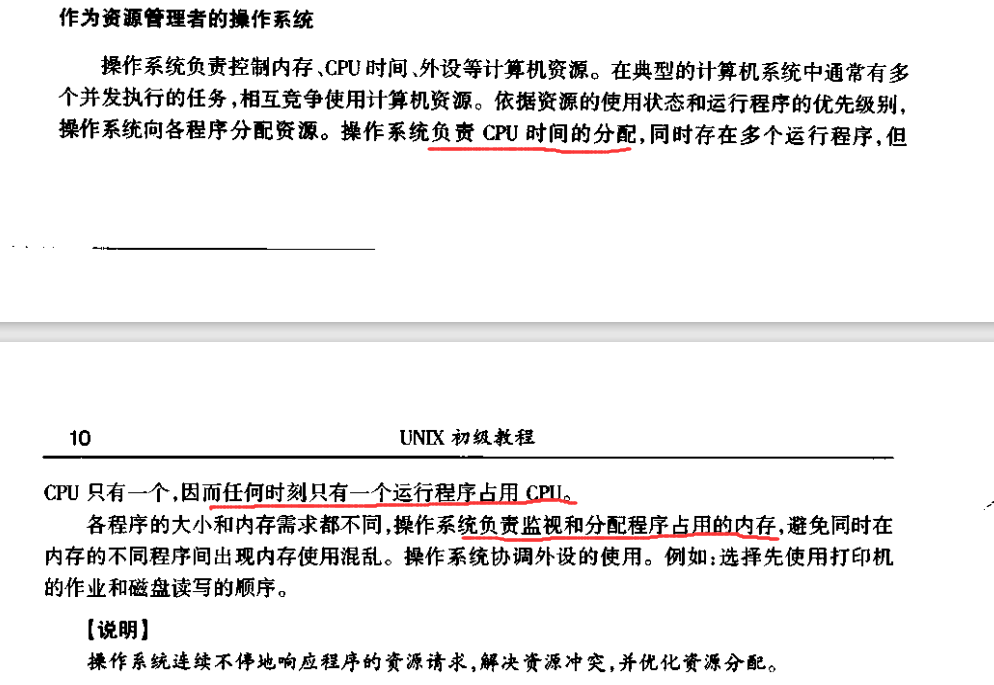 作为资源管理者的操作系统
操作系统负责控制内存、CPU时间、外设等计算机资源。在典型的计算机系统中通常有多
个并发执行的任务,相互竞争使用计算机资源。依据资源的使用状态和运行程序的优先级别,
操作系统向各程序分配资源。操作系统负责 CPU 时间的分配,同时存在多个运行程序,但
10 UNIX 初级教程
CPU 只有一个,因而任何时刻只有一个运行程序占用 CPU。
各程序的大小和内存需求都不同,操作系统负责监视和分配程序占用的内存,避免同时在
内存的不同程序间出现内存使用混乱。操作系统协调外设的使用。例如:选择先使用打印机
的作业和磁盘读写的顺序。
【说明】
操作系统连续不停地响应程序的资源请求,解决资源冲突,并优化资源分配。